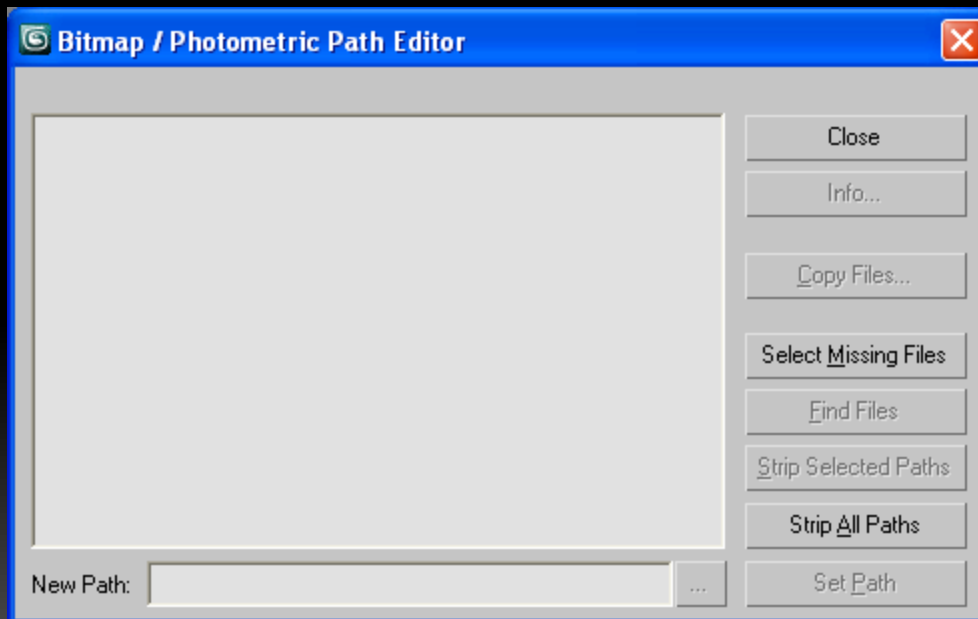 Bitmap / Photometric Path Editor
Close
Info...
Copy Files...
Select Missing Files
Find Files
Strip Selected Paths
Strip All Paths
New Path:
...
Set Path